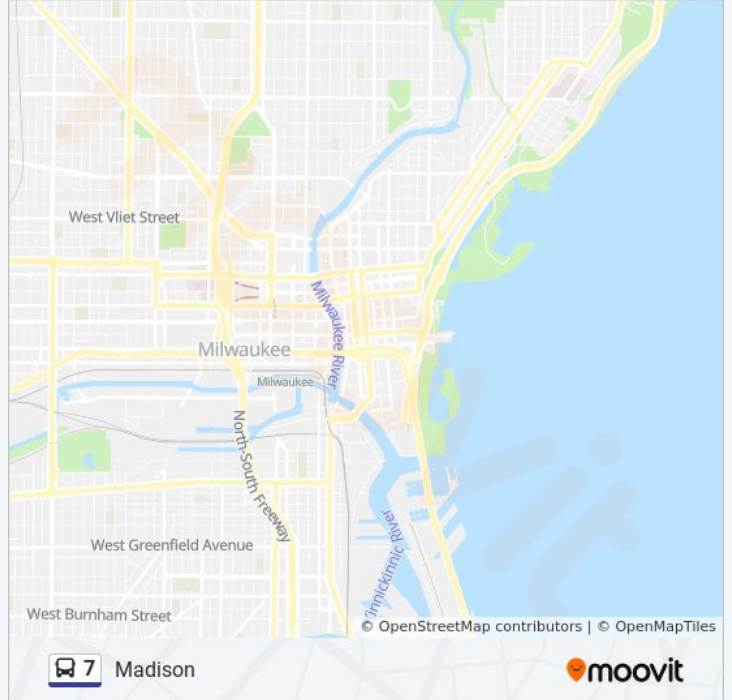 West Vliet Street
Milwaukee River
Milwaukee
Milwaukee
North-South Freeway
West Greenfield Avenue
innickinnic River
West Burnham Street
© OpenStreetMap contributors | © OpenMapTiles
7 Madison
moovit